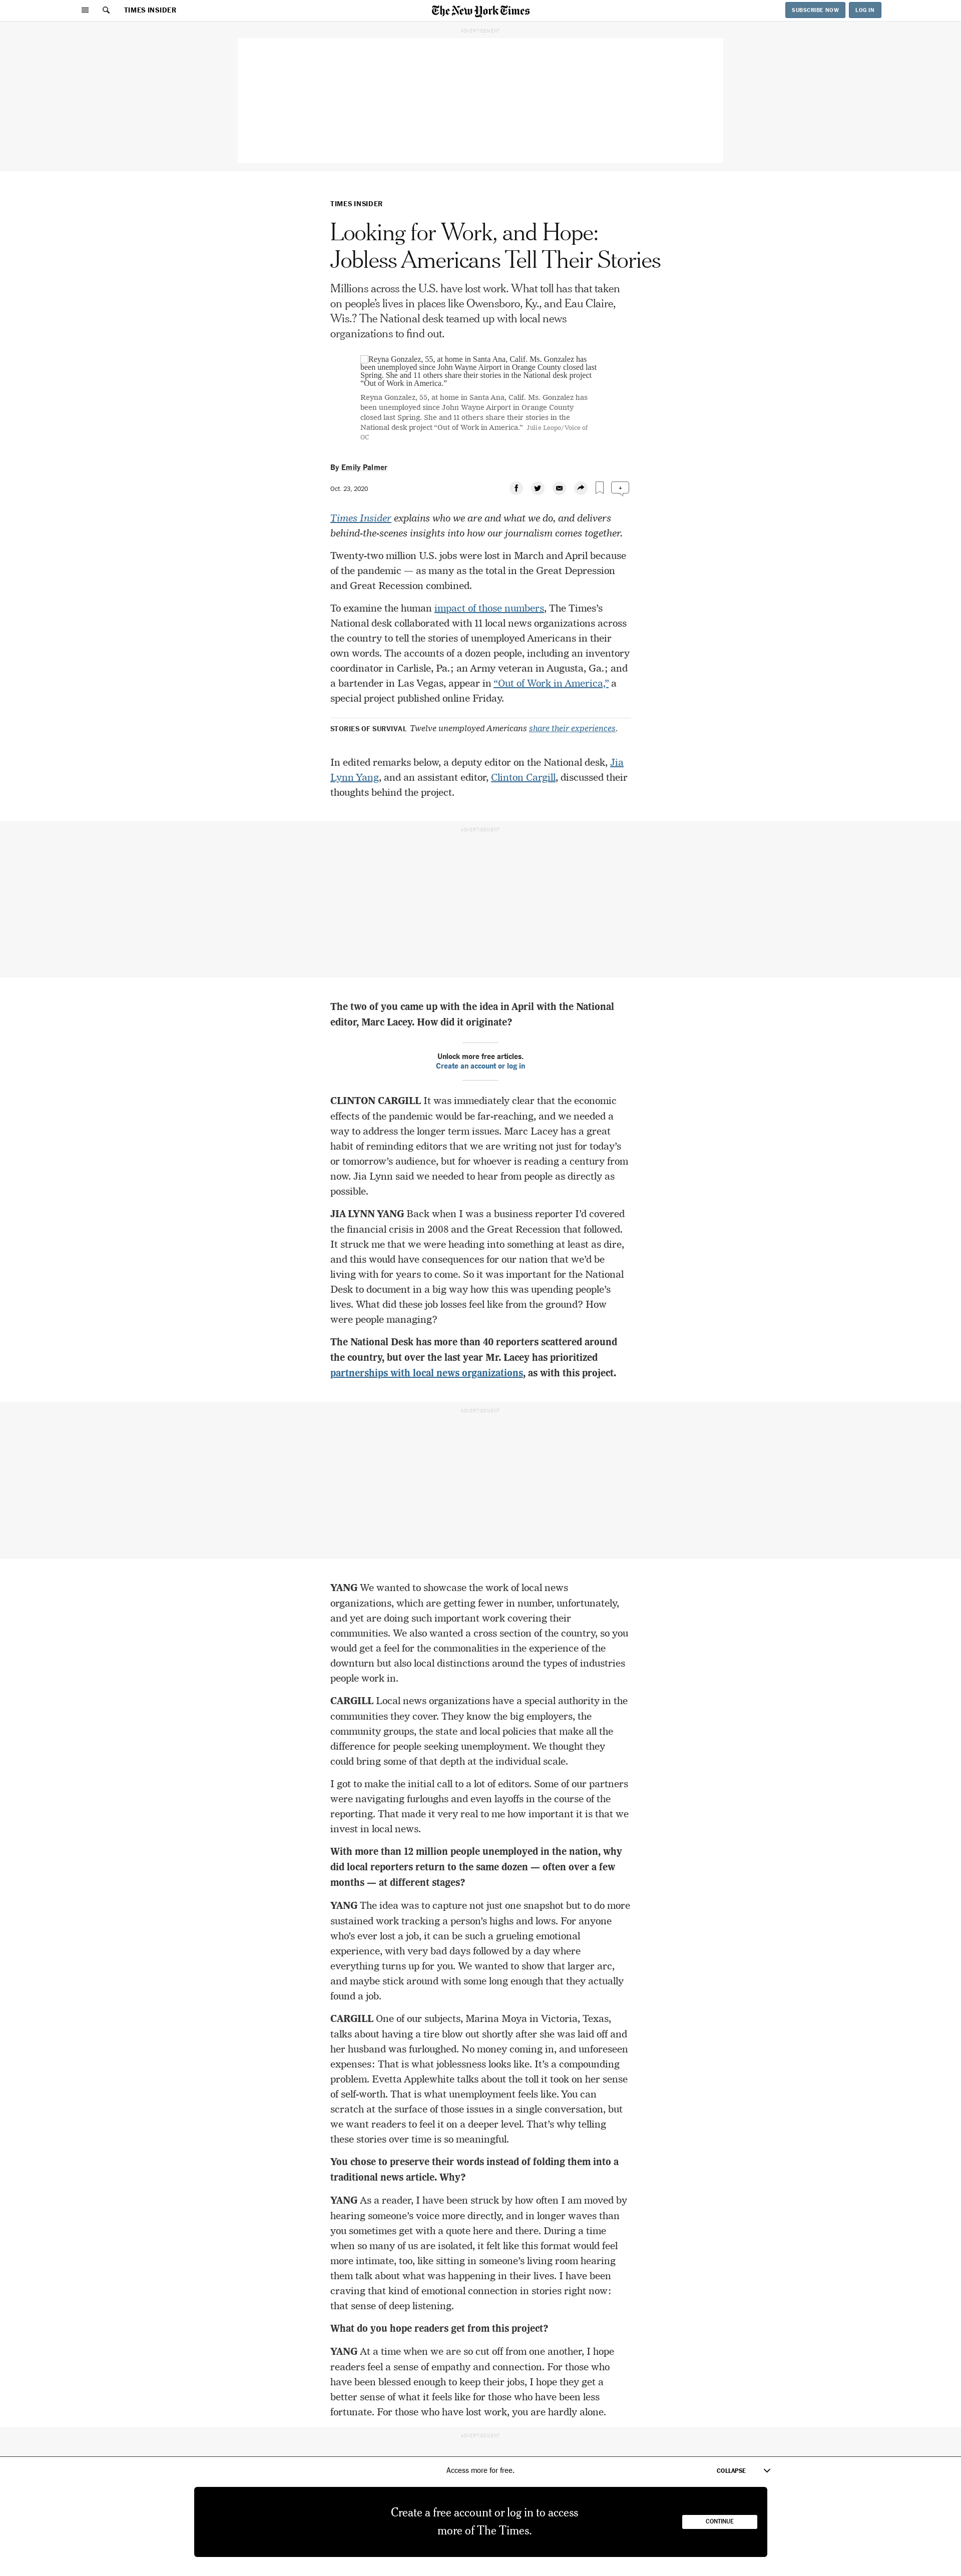 TIMES INSIDER
The New York Times
SUBSCRIBE NOW
LOG IN
ADVERTISEMENT
TIMES INSIDER
Looking for Work, and Hope:
Jobless Americans Tell Their Stories
Millions across the U.S. have lost work. What toll has that taken
on people’s lives in places like Owensboro, Ky., and Eau Claire,
Wis.? The National desk teamed up with local news
organizations to find out.
Reyna Gonzalez, 55, at home in Santa Ana, Calif. Ms. Gonzalez has
been unemployed since John Wayne Airport in Orange County closed last
Spring. She and 11 others share their stories in the National desk project
“Out of Work in America.”
Reyna Gonzalez, 55, at home in Santa Ana, Calif. Ms. Gonzalez has
been unemployed since John Wayne Airport in Orange County
closed last Spring. She and 11 others share their stories in the
National desk project “Out of Work in America.” Julie Leopo/Voice of
OC
By Emily Palmer
Oct. 23, 2020
Times Insider explains who we are and what we do, and delivers
behind-the-scenes insights into how our journalism comes together.
Twenty-two million U.S. jobs were lost in March and April because
of the pandemic — as many as the total in the Great Depression
and Great Recession combined.
To examine the human impact of those numbers, The Times’s
National desk collaborated with 11 local news organizations across
the country to tell the stories of unemployed Americans in their
own words. The accounts of a dozen people, including an inventory
coordinator in Carlisle, Pa.; an Army veteran in Augusta, Ga.; and
a bartender in Las Vegas, appear in “Out of Work in America,” a
special project published online Friday.
STORIES OF SURVIVAL Twelve unemployed Americans share their experiences.
In edited remarks below, a deputy editor on the National desk, Jia
Lynn Yang, and an assistant editor, Clinton Cargill, discussed their
thoughts behind the project.
ADVERTISEMENT
The two of you came up with the idea in April with the National
editor, Marc Lacey. How did it originate?
Unlock more free articles.
Create an account or log in
CLINTON CARGILL It was immediately clear that the economic
effects of the pandemic would be far-reaching, and we needed a
way to address the longer term issues. Marc Lacey has a great
habit of reminding editors that we are writing not just for today’s
or tomorrow’s audience, but for whoever is reading a century from
now. Jia Lynn said we needed to hear from people as directly as
possible.
JIA LYNN YANG Back when I was a business reporter I’d covered
the financial crisis in 2008 and the Great Recession that followed.
It struck me that we were heading into something at least as dire,
and this would have consequences for our nation that we’d be
living with for years to come. So it was important for the National
Desk to document in a big way how this was upending people’s
lives. What did these job losses feel like from the ground? How
were people managing?
The National Desk has more than 40 reporters scattered around
the country, but over the last year Mr. Lacey has prioritized
partnerships with local news organizations, as with this project.
ADVERTISEMENT
YANG We wanted to showcase the work of local news
organizations, which are getting fewer in number, unfortunately,
and yet are doing such important work covering their
communities. We also wanted a cross section of the country, so you
would get a feel for the commonalities in the experience of the
downturn but also local distinctions around the types of industries
people work in.
CARGILL Local news organizations have a special authority in the
communities they cover. They know the big employers, the
community groups, the state and local policies that make all the
difference for people seeking unemployment. We thought they
could bring some of that depth at the individual scale.
I got to make the initial call to a lot of editors. Some of our partners
were navigating furloughs and even layoffs in the course of the
reporting. That made it very real to me how important it is that we
invest in local news.
With more than 12 million people unemployed in the nation, why
did local reporters return to the same dozen — often over a few
months — at different stages?
YANG The idea was to capture not just one snapshot but to do more
sustained work tracking a person’s highs and lows. For anyone
who’s ever lost a job, it can be such a grueling emotional
experience, with very bad days followed by a day where
everything turns up for you. We wanted to show that larger arc,
and maybe stick around with some long enough that they actually
found a job.
CARGILL One of our subjects, Marina Moya in Victoria, Texas,
talks about having a tire blow out shortly after she was laid off and
her husband was furloughed. No money coming in, and unforeseen
expenses: That is what joblessness looks like. It’s a compounding
problem. Evetta Applewhite talks about the toll it took on her sense
of self-worth. That is what unemployment feels like. You can
scratch at the surface of those issues in a single conversation, but
we want readers to feel it on a deeper level. That’s why telling
these stories over time is so meaningful.
You chose to preserve their words instead of folding them into a
traditional news article. Why?
YANG As a reader, I have been struck by how often I am moved by
hearing someone’s voice more directly, and in longer waves than
you sometimes get with a quote here and there. During a time
when so many of us are isolated, it felt like this format would feel
more intimate, too, like sitting in someone’s living room hearing
them talk about what was happening in their lives. I have been
craving that kind of emotional connection in stories right now:
that sense of deep listening.
What do you hope readers get from this project?
YANG At a time when we are so cut off from one another, I hope
readers feel a sense of empathy and connection. For those who
have been blessed enough to keep their jobs, I hope they get a
better sense of what it feels like for those who have been less
fortunate. For those who have lost work, you are hardly alone.
ADVERTISEMENT
Access more for free.
COLLAPSE
Create a free account or log in to access
more of The Times.
CONTINUE